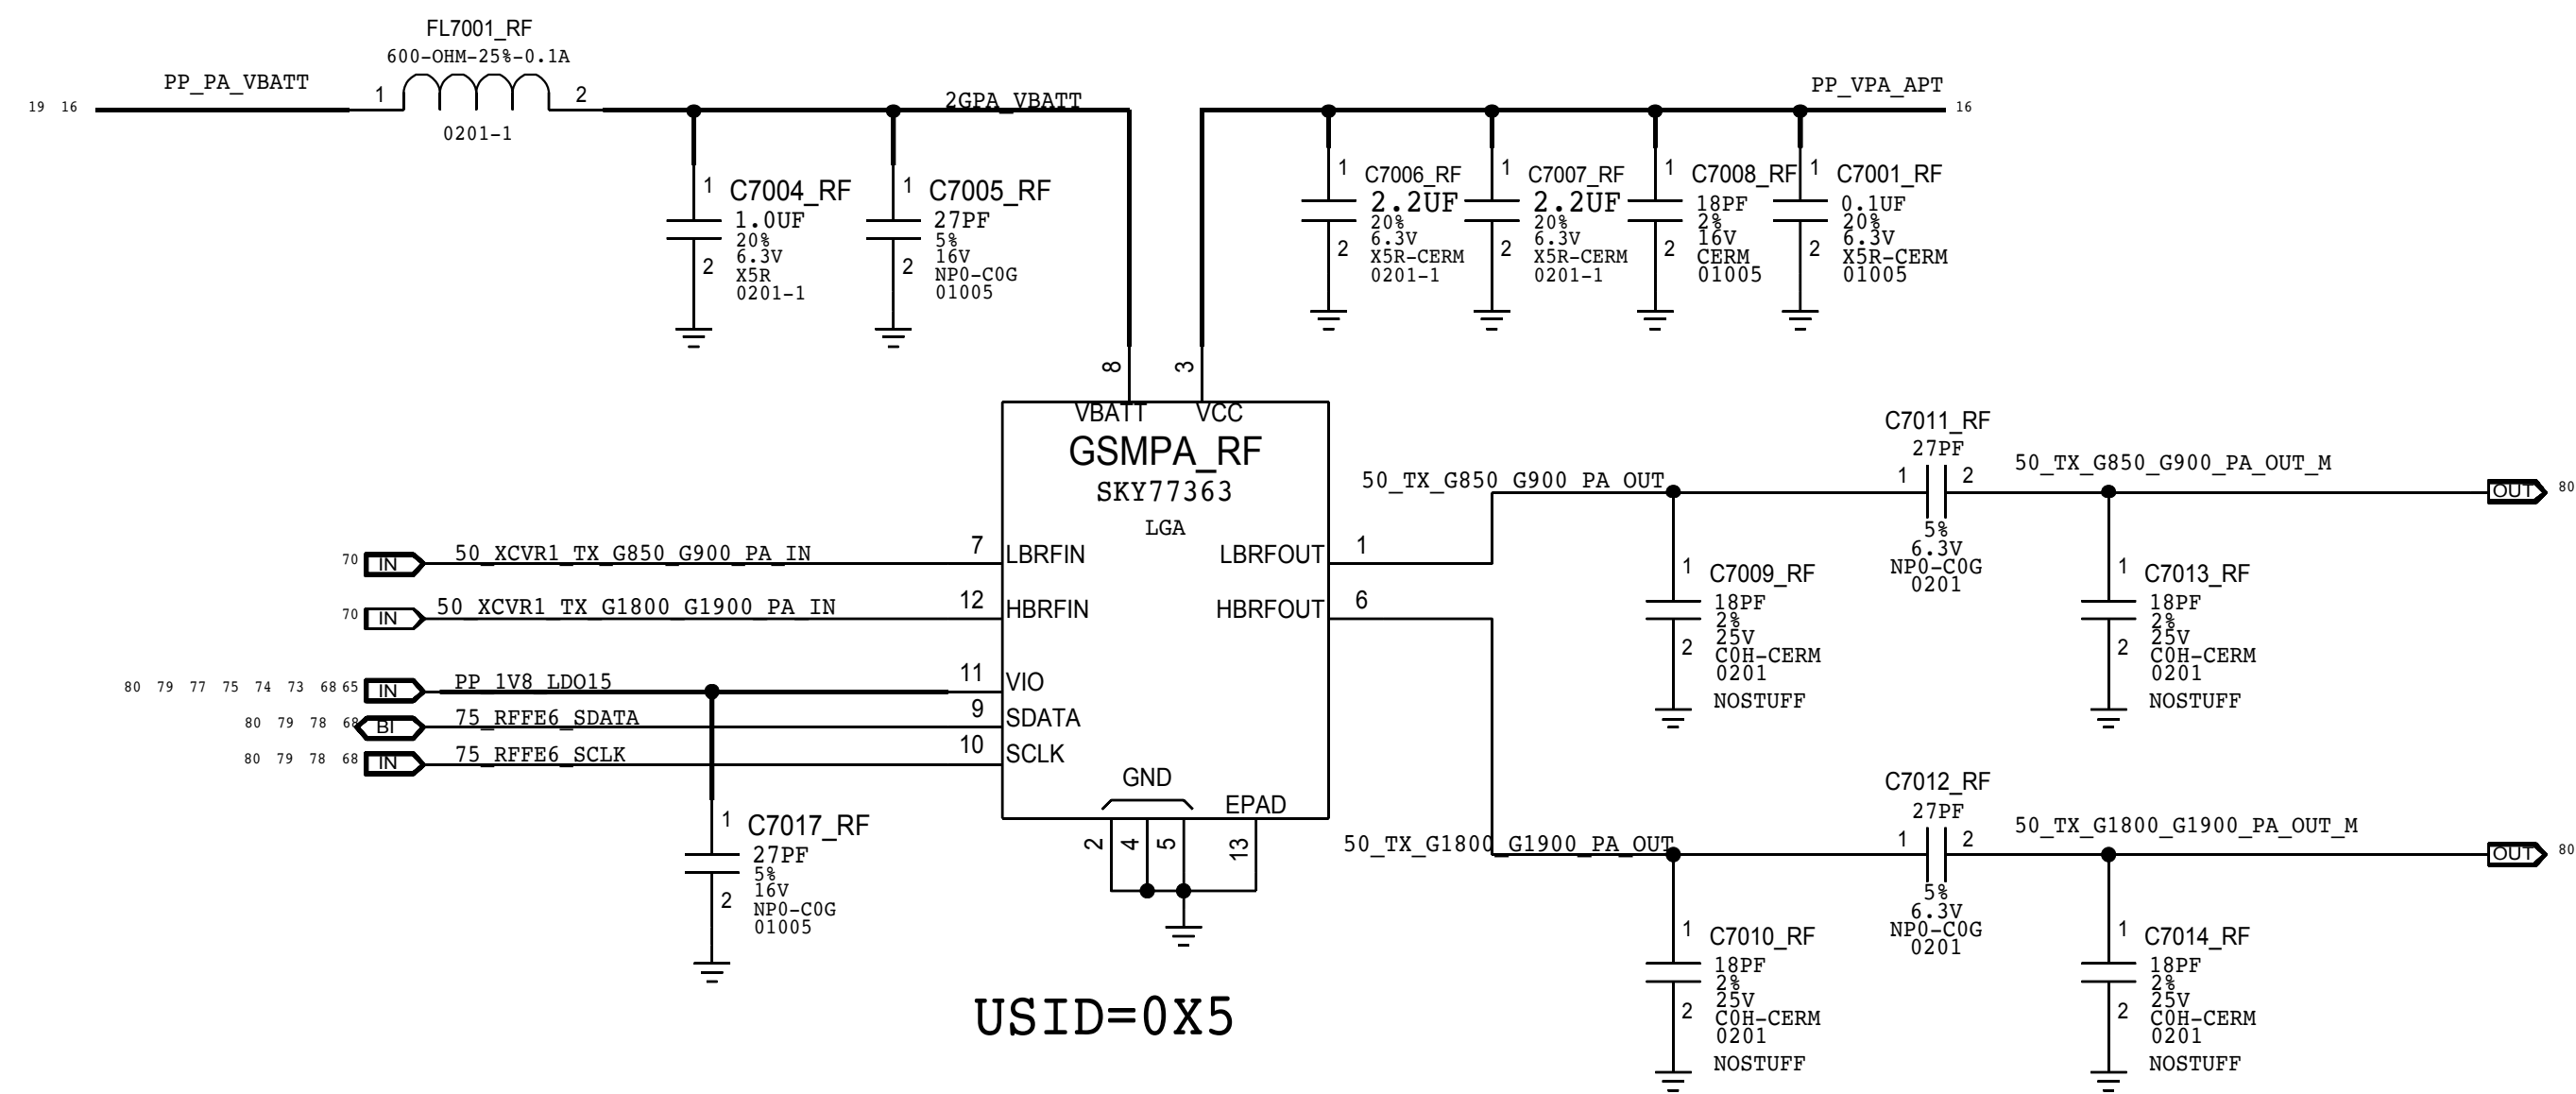 FL7001_RF
600-OHM-25%-0.1A
PP_PA_VBATT
1
2
0201-1
19 16
2GPA_VBATT
PP_VPA_APT
16
1
C7004_RF
1.0UF
20%
6.3V
X5R
0201-1
2
1
C7005_RF
27PF
5%
16V
NP0-C0G
01005
2
1
C7006_RF
2.2UF
20%
6.3V
X5R-CERM
0201-1
2
1
C7007_RF
2.2UF
20%
6.3V
X5R-CERM
0201-1
2
1
C7008_RF
18PF
2%
16V
CERM
01005
2
1
C7001_RF
0.1UF
20%
6.3V
X5R-CERM
01005
2
8
3
VBATT
VCC
GSMPA_RF
SKY77363
LGA
70
IN
50_XCVR1_TX_G850_G900_PA_IN
7
LBRFIN
LBRFOUT
1
70
IN
50_XCVR1_TX_G1800_G1900_PA_IN
12
HBRFIN
HBRFOUT
6
80 79 77 75 74 73 68 65
IN
PP_1V8_LDO15
11
VIO
80 79 78 68
BI
75_RFFE6_SDATA
9
SDATA
80 79 78 68
IN
75_RFFE6_SCLK
10
SCLK
GND
EPAD
2
4
5
13
1
C7017_RF
27PF
5%
16V
NP0-C0G
01005
2
50_TX_G850_G900_PA_OUT
C7011_RF
27PF
1
2
5%
6.3V
NP0-C0G
0201
50_TX_G850_G900_PA_OUT_M
OUT
80
1
C7009_RF
18PF
2%
25V
C0H-CERM
0201
2
NOSTUFF
1
C7013_RF
18PF
2%
25V
C0H-CERM
0201
2
NOSTUFF
50_TX_G1800_G1900_PA_OUT
C7012_RF
27PF
1
2
5%
6.3V
NP0-C0G
0201
50_TX_G1800_G1900_PA_OUT_M
OUT
80
1
C7010_RF
18PF
2%
25V
C0H-CERM
0201
2
NOSTUFF
1
C7014_RF
18PF
2%
25V
C0H-CERM
0201
2
NOSTUFF
USID=0X5